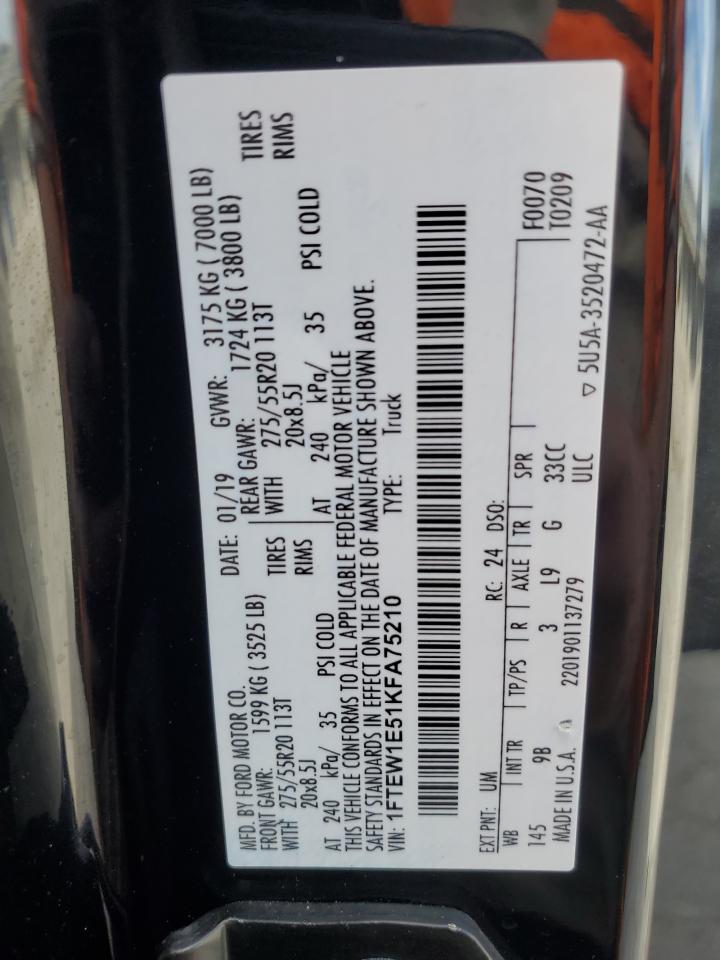 MFD. BY FORD MOTOR CO.
DATE: 01/19 GVWR: 3175 KG ( 7000 LB)
FRONT GAWR: 1599 KG ( 3525 LB)
REAR GAWR: 1724 KG ( 3800 LB)
WITH 275/55R20 113T TIRES
WITH 275/55R20 113T TIRES
20x8.5J RIMS
20x8.5J RIMS
AT 240 kPa/ 35 PSI COLD
AT 240 kPa/ 35 PSI COLD
THIS VEHICLE CONFORMS TO ALL APPLICABLE FEDERAL MOTOR VEHICLE
SAFETY STANDARDS IN EFFECT ON THE DATE OF MANUFACTURE SHOWN ABOVE.
VIN: 1FTEW1E51KFA75210 TYPE: Truck
EXT PNT: UM RC: 24 DSO: F0070
WB INT TR TP/PS R AXLE TR SPR T0209
145 9B 3 L9 G 33CC
ULC
MADE IN U.S.A. 2201901137279 ▽ 5U5A-3520472-AA